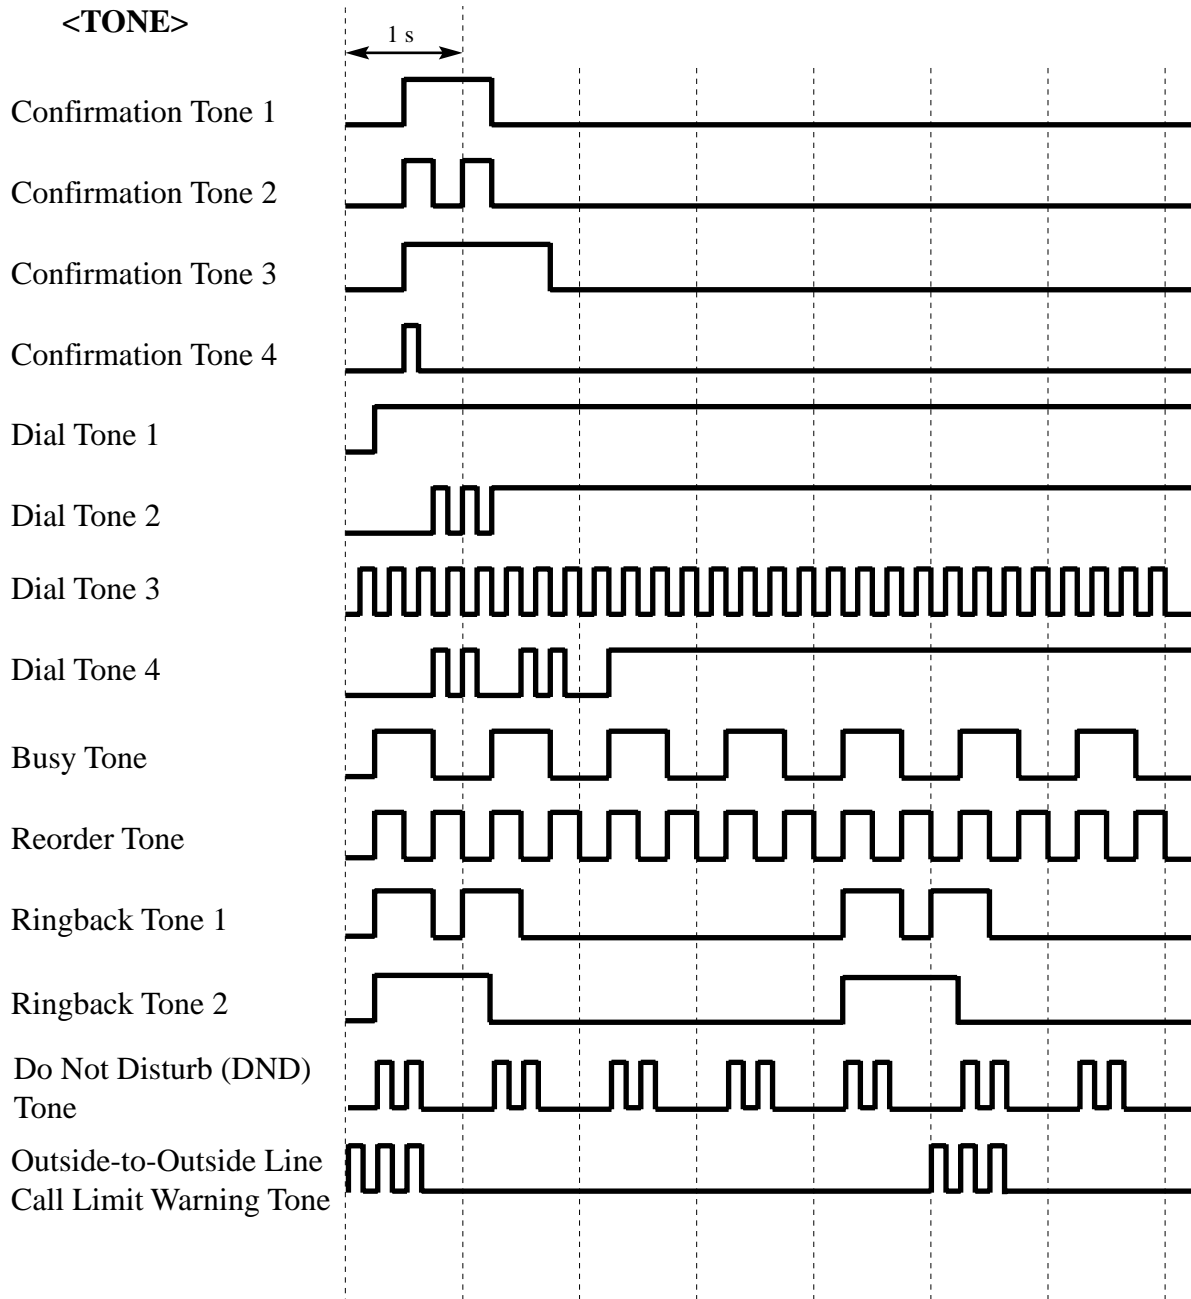 <TONE>
1 s
Confirmation Tone 1
Confirmation Tone 2
Confirmation Tone 3
Confirmation Tone 4
Dial Tone 1
Dial Tone 2
Dial Tone 3
Dial Tone 4
Busy Tone
Reorder Tone
Ringback Tone 1
Ringback Tone 2
Do Not Disturb (DND)
Tone
Outside-to-Outside Line
Call Limit Warning Tone